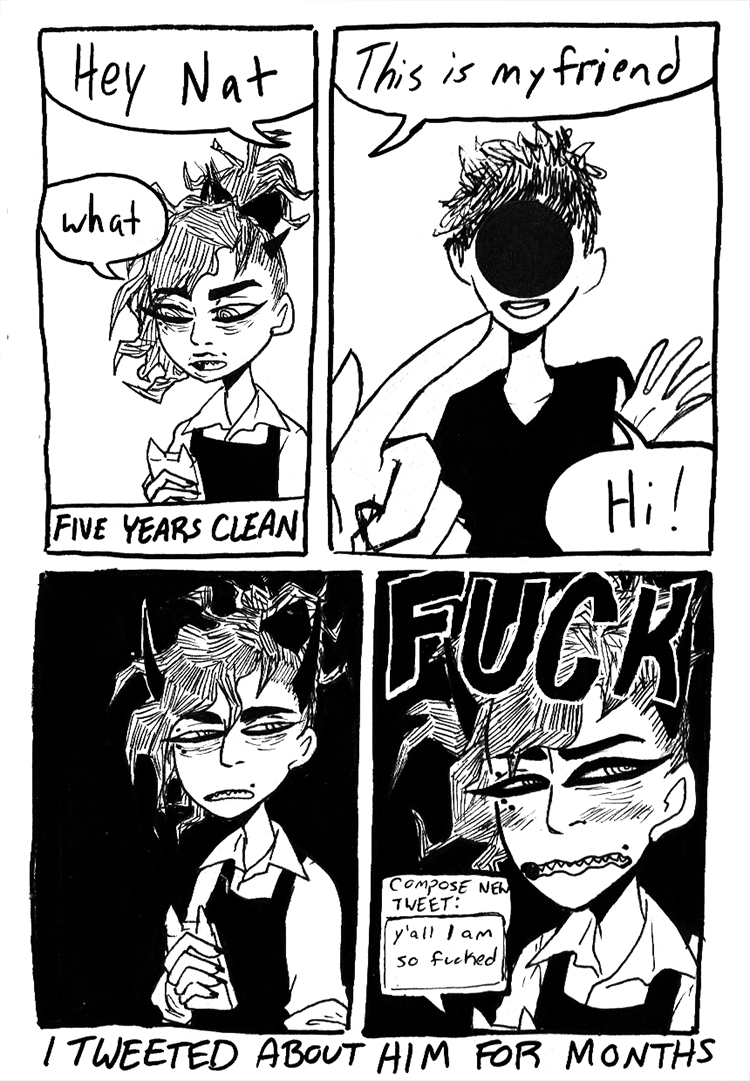 Hey Nat
what
FIVE YEARS CLEAN
This is my friend
Hi!
FUCK
COMPOSE NEW
TWEET:
y'all I am
so fucked
I TWEETED ABOUT HIM FOR MONTHS